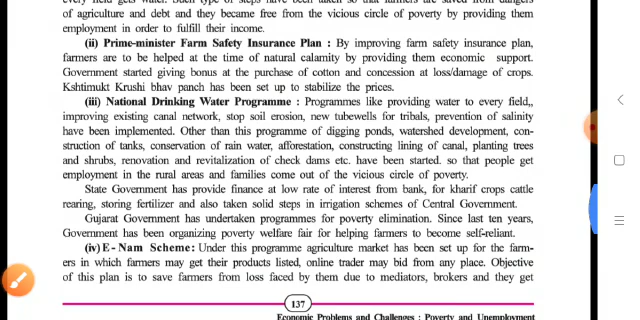 every field gets water. Such type of steps have been taken so that farmers are saved from dangers
of agriculture and debt and they became free from the vicious circle of poverty by providing them
employment in order to fulfill their income.
(ii) Prime-minister Farm Safety Insurance Plan : By improving farm safety insurance plan,
farmers are to be helped at the time of natural calamity by providing them economic support.
Government started giving bonus at the purchase of cotton and concession at loss/damage of crops.
Kshtimukt Krushi bhav panch has been set up to stabilize the prices.
(iii) National Drinking Water Programme : Programmes like providing water to every field,,
improving existing canal network, stop soil erosion, new tubewells for tribals, prevention of salinity
have been implemented. Other than this programme of digging ponds, watershed development, con-
struction of tanks, conservation of rain water, afforestation, constructing lining of canal, planting trees
and shrubs, renovation and revitalization of check dams etc. have been started. so that people get
employment in the rural areas and families come out of the vicious circle of poverty.
State Government has provide finance at low rate of interest from bank, for kharif crops cattle
rearing, storing fertilizer and also taken solid steps in irrigation schemes of Central Government.
Gujarat Government has undertaken programmes for poverty elimination. Since last ten years,
Government has been organizing poverty welfare fair for helping farmers to become self-reliant.
(iv) E - Nam Scheme: Under this programme agriculture market has been set up for the farm-
ers in which farmers may get their products listed, online trader may bid from any place. Objective
of this plan is to save farmers from loss faced by them due to mediators, brokers and they get
137
Economic Problems and Challenges : Poverty and Unemployment